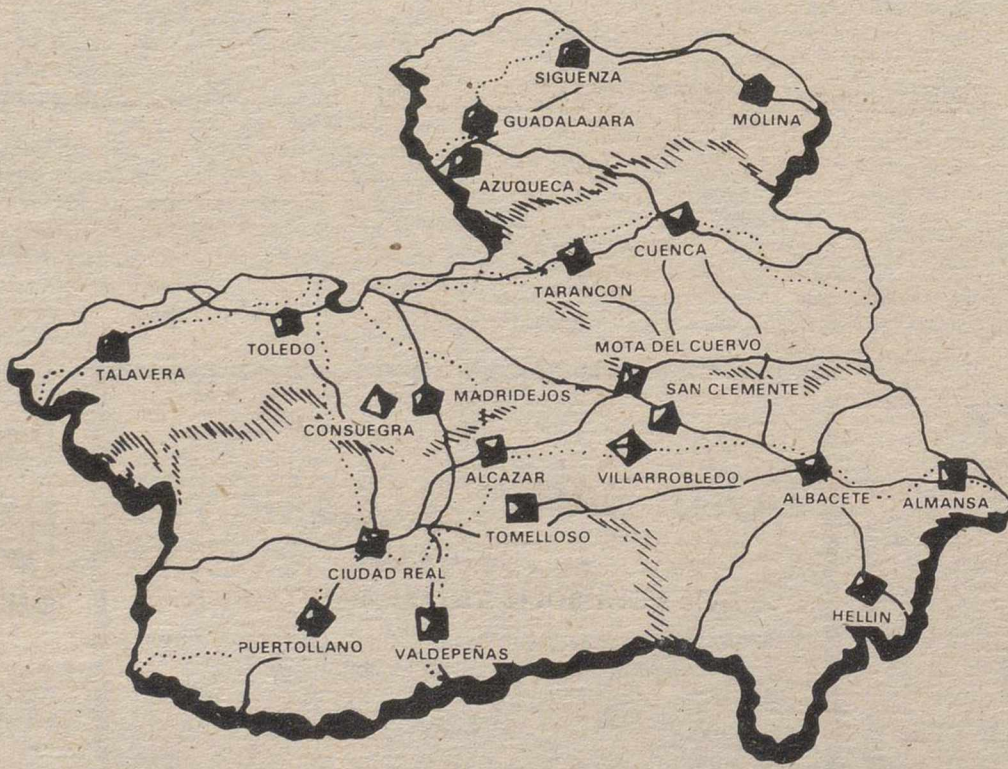 SIGUENZA
MOLINA
GUADALAJARA
AZUQUECA
CUENCA
TARANCON
MOTA DEL CUERVO
TOLEDO
TALAVERA
SAN CLEMENTE
MADRIDEJOS
CONSUEGRA
ALCAZAR
VILLARROBLEDO
ALBACETE
ALMANSA
TOMELLOSO
CIUDAD REAL
HELLIN
PUERTOLLANO
VALDEPEÑAS